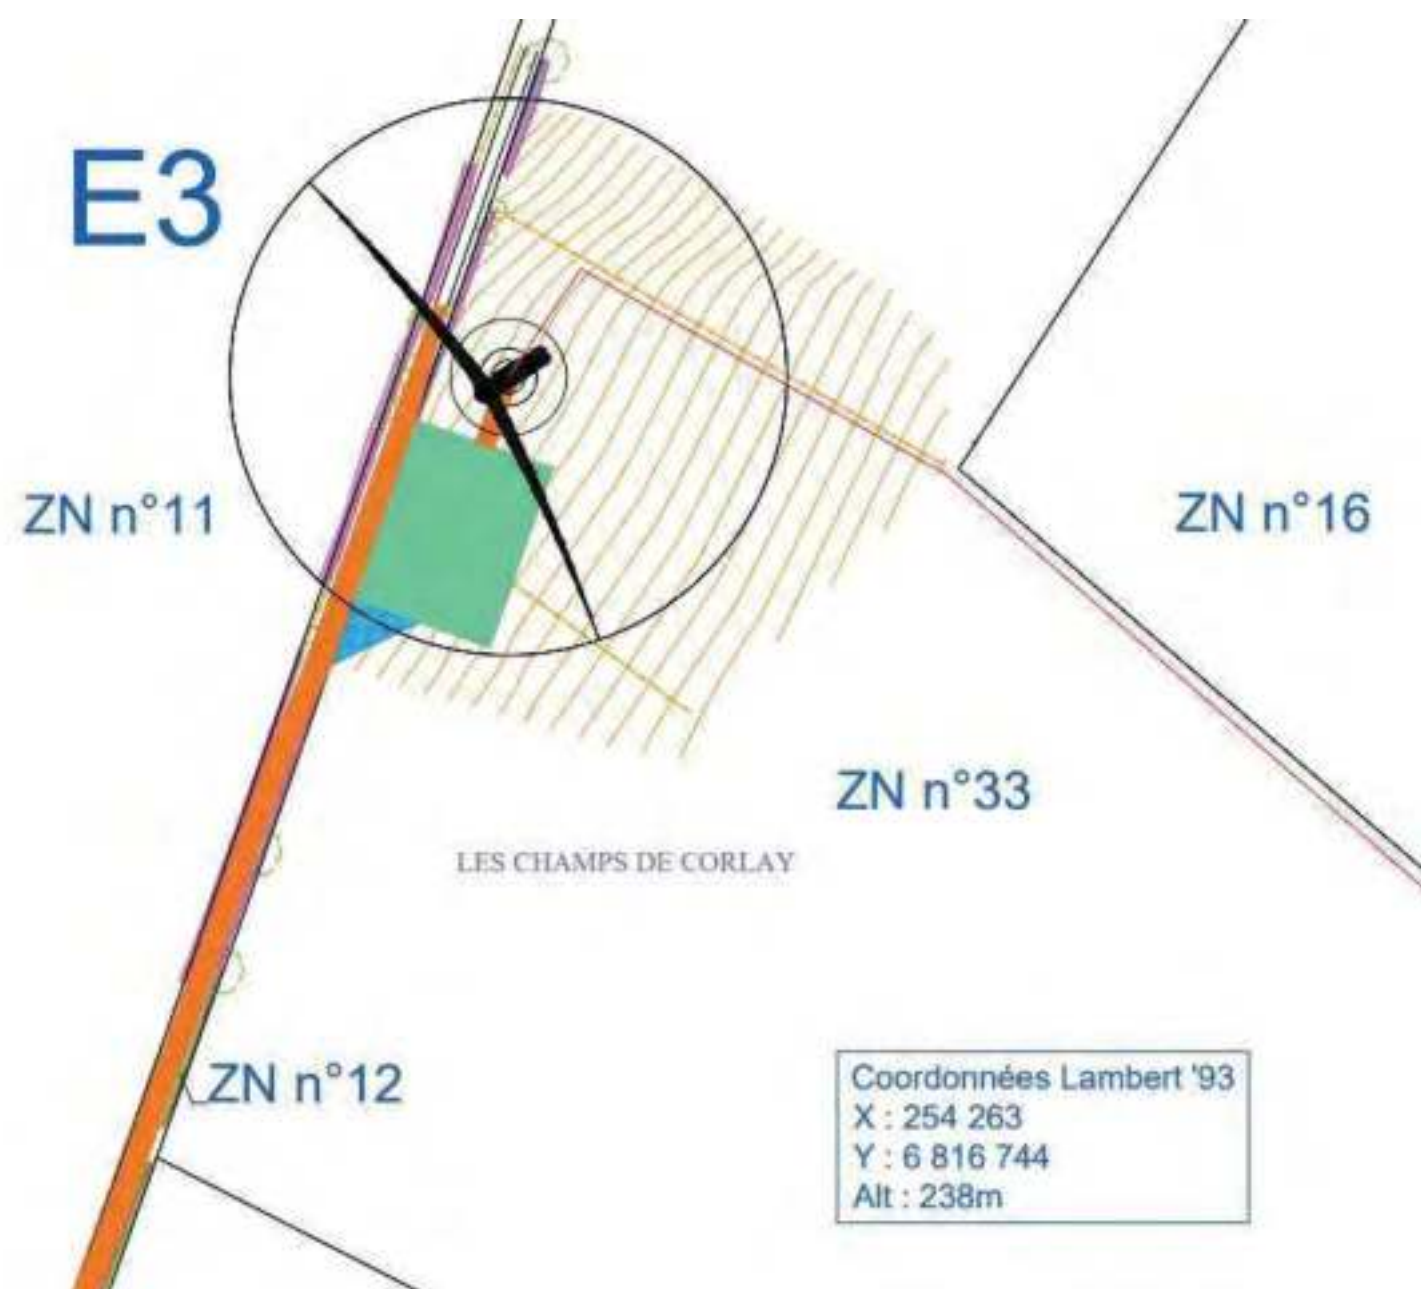 E3
ZN n°11
ZN n°16
ZN n°33
LES CHAMPS DE CORLAY
ZN n°12
Coordonnées Lambert '93
X : 254 263
Y : 6 816 744
Alt : 238m